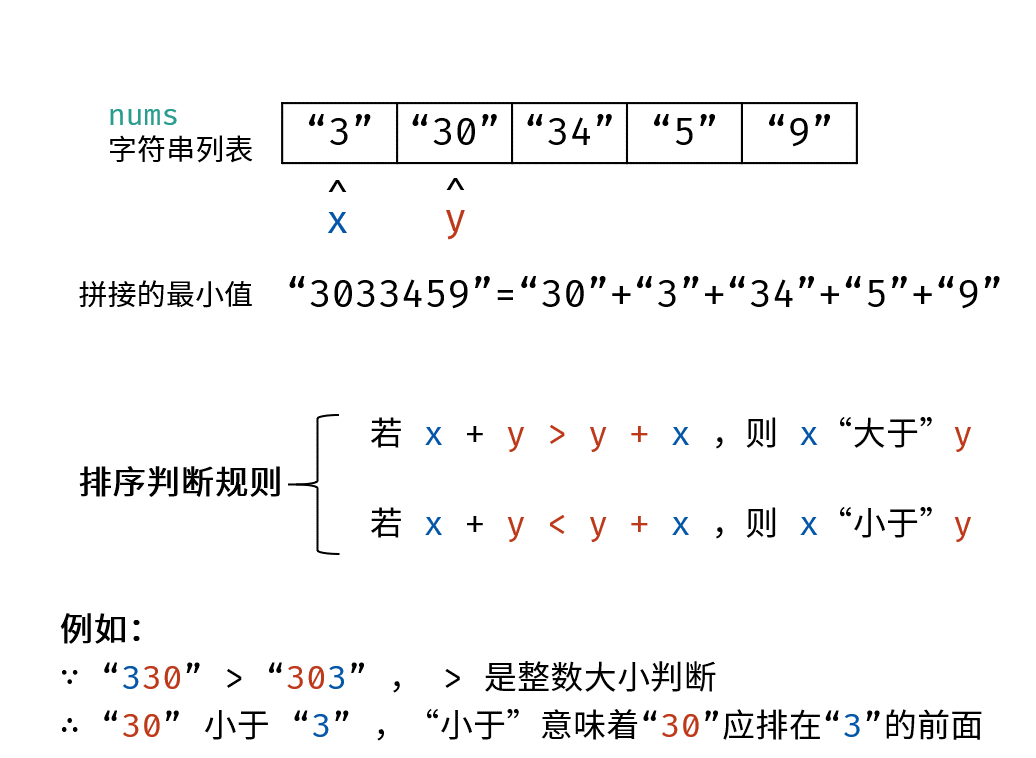 nums
字符串列表
“3” “30” “34” “5” “9”
^ ^
x y
拼接的最小值 “3033459”=“30”+“3”+“34”+“5”+“9”
若 x + y > y + x ，则 x “大于” y
排序判断规则
若 x + y < y + x ，则 x “小于” y
例如：
∵ “330” > “303” ， > 是整数大小判断
∴ “30” 小于 “3” ，“小于” 意味着“30”应排在“3”的前面